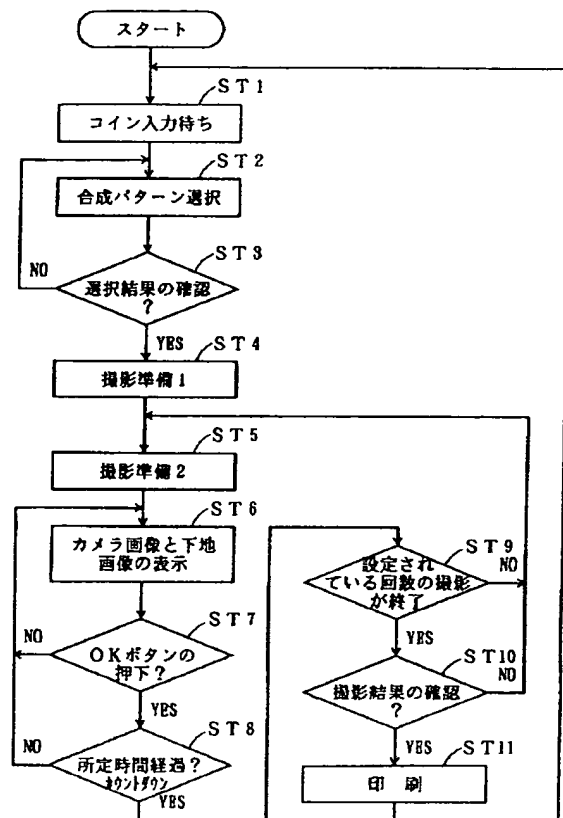 スタート
ST1
コイン入力待ち
ST2
合成パターン選択
ST3
NO
選択結果の確認
?
YES
ST4
撮影準備1
ST5
撮影準備2
ST6
カメラ画像と下地
画像の表示
ST7
NO
OKボタンの
押下?
YES
ST8
NO
所定時間経過?
カウントダウン
YES
ST9
設定され
ている回数の撮影
が終了
NO
YES
ST10
撮影結果の確認
?
NO
YES
ST11
印 刷